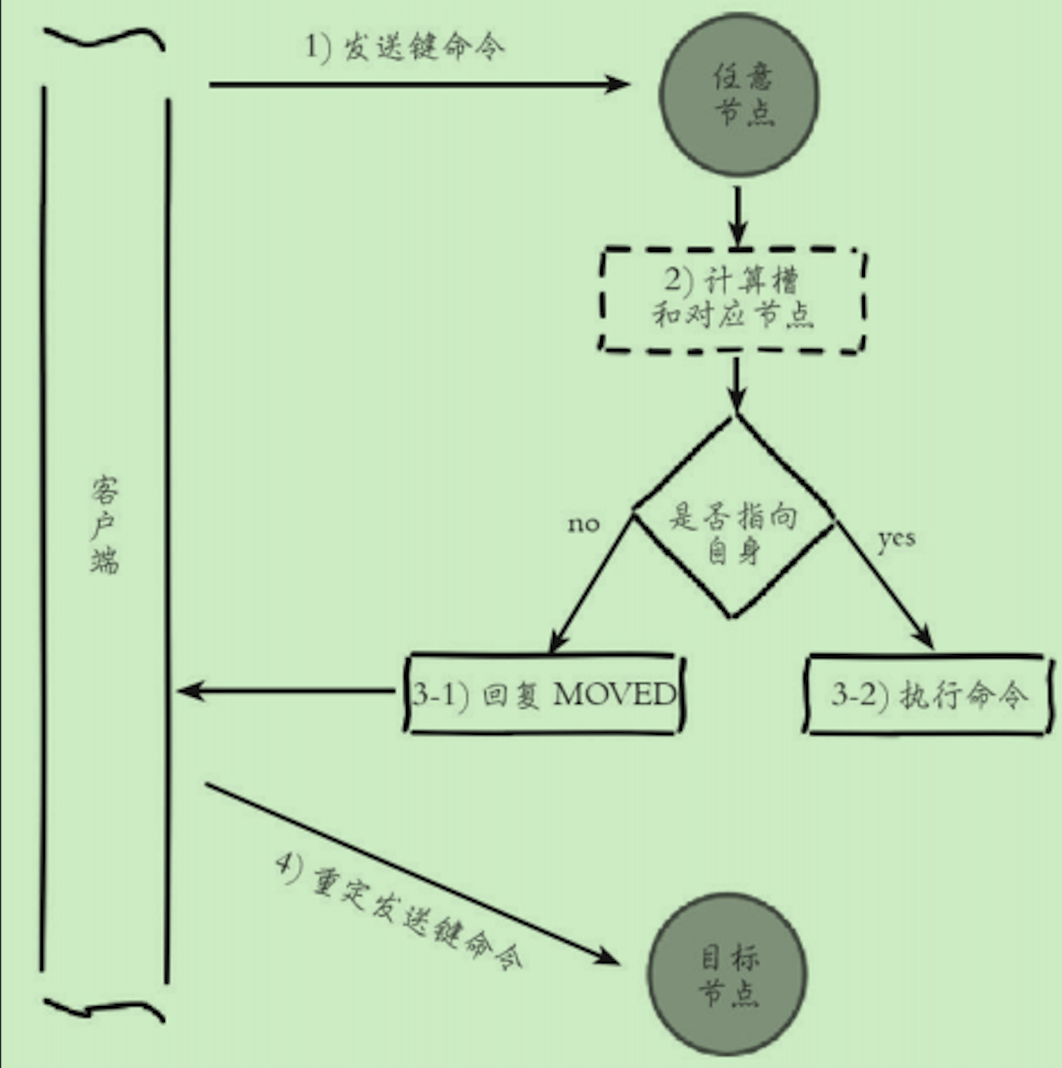 1) 发送键命令
任意
节点
2) 计算槽
和对应节点
客户端
是否指向
自身
no
yes
3-1) 回复 MOVED
3-2) 执行命令
4) 重定发送键命令
目标
节点